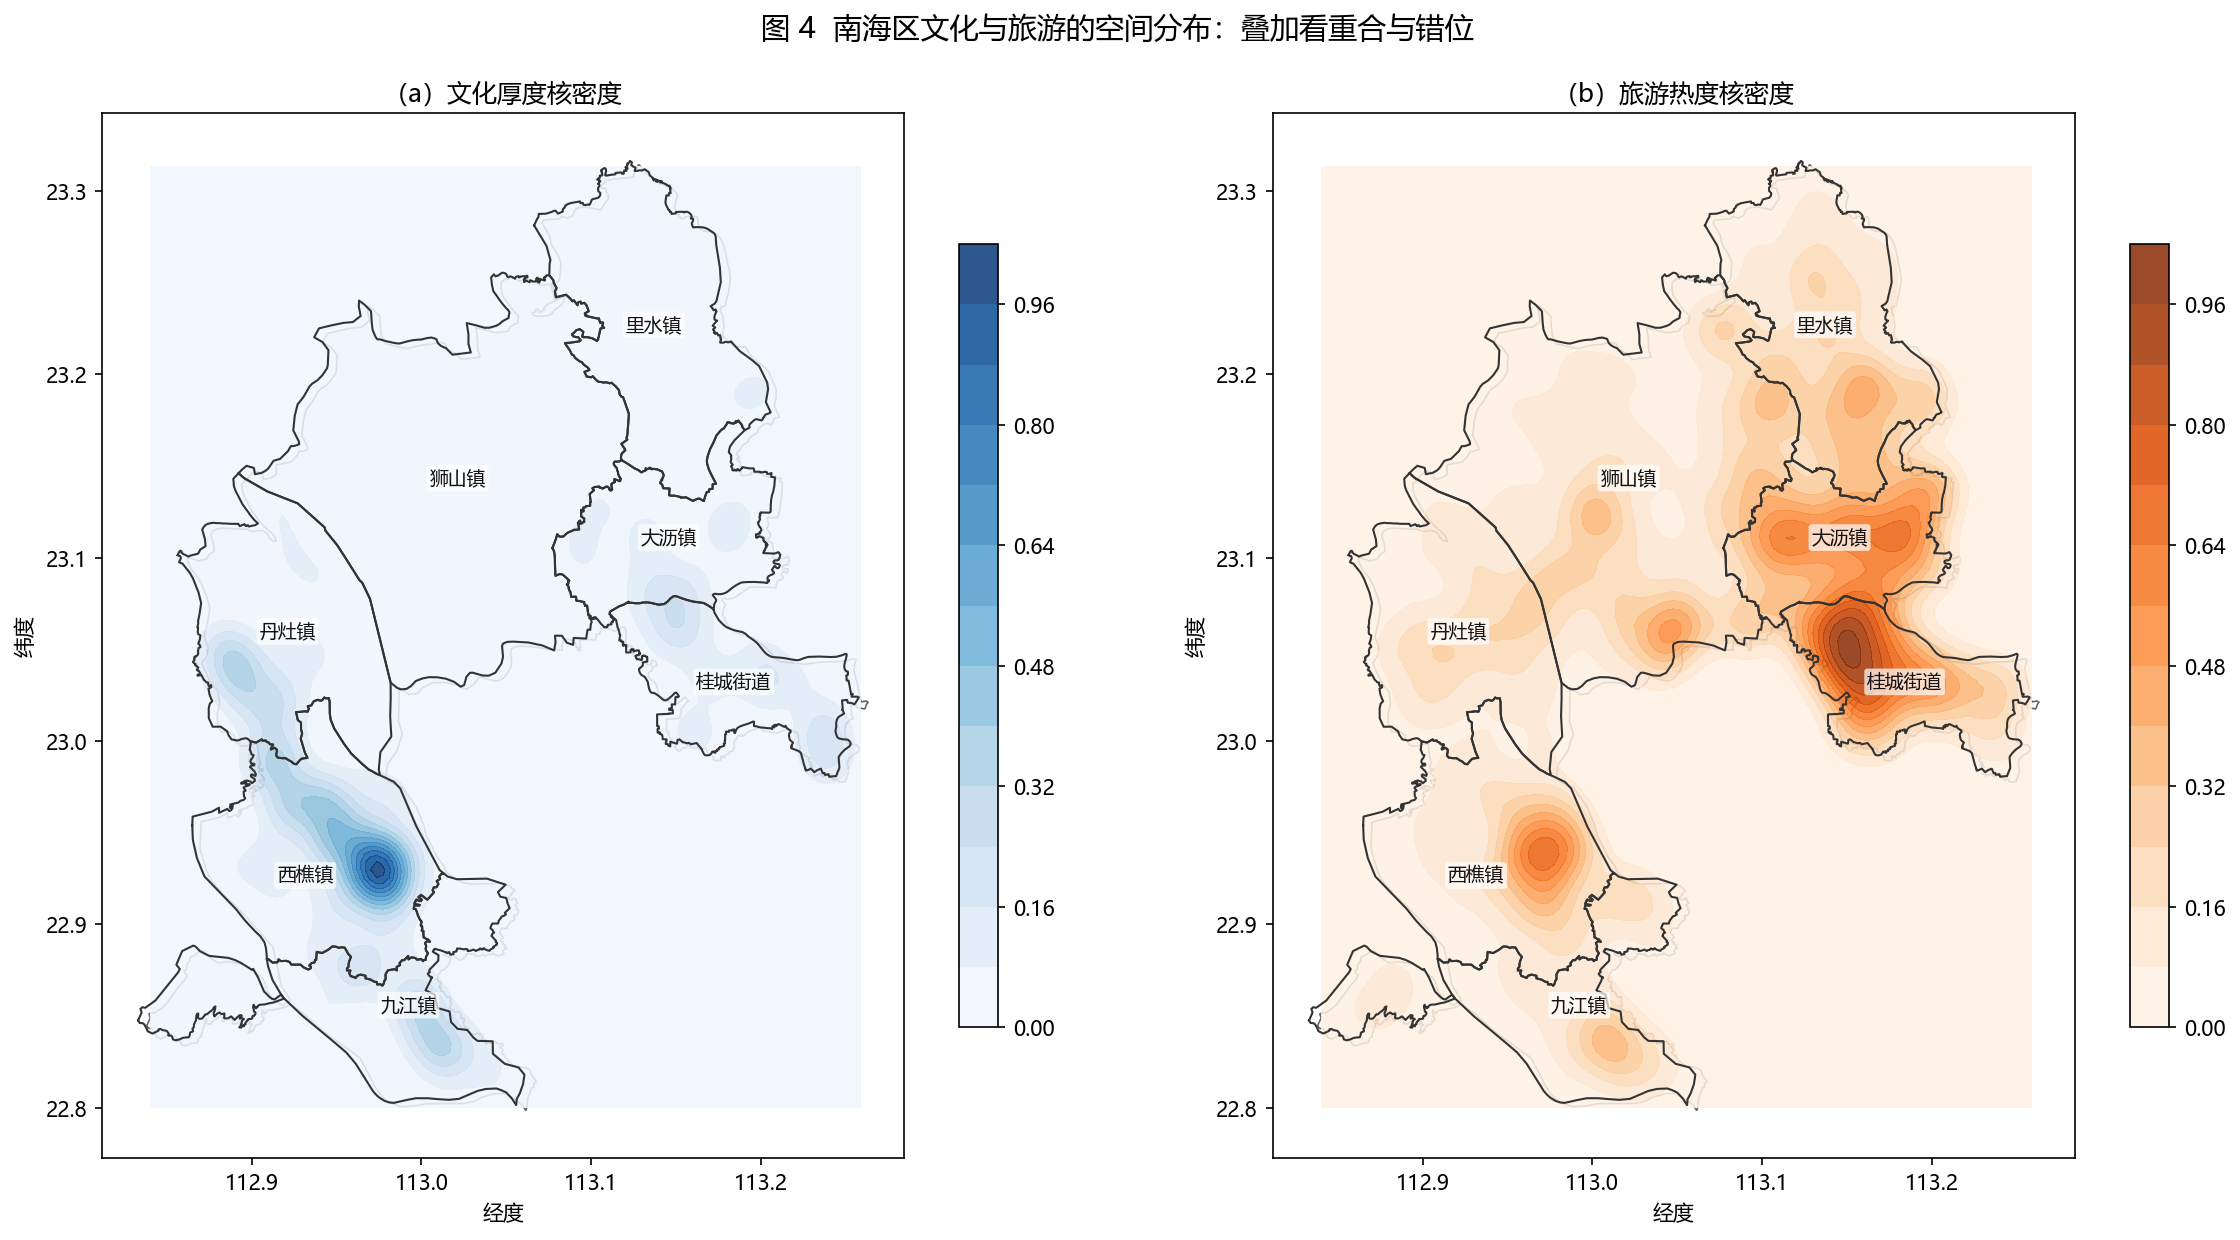 图 4  南海区文化与旅游的空间分布：叠加看重合与错位
（a）文化厚度核密度
纬度
23.3
23.2
23.1
23.0
22.9
22.8
里水镇
狮山镇
大沥镇
丹灶镇
桂城街道
西樵镇
九江镇
112.9
113.0
113.1
113.2
经度
0.96
0.80
0.64
0.48
0.32
0.16
0.00
（b）旅游热度核密度
纬度
23.3
23.2
23.1
23.0
22.9
22.8
里水镇
狮山镇
大沥镇
丹灶镇
桂城街道
西樵镇
九江镇
112.9
113.0
113.1
113.2
经度
0.96
0.80
0.64
0.48
0.32
0.16
0.00